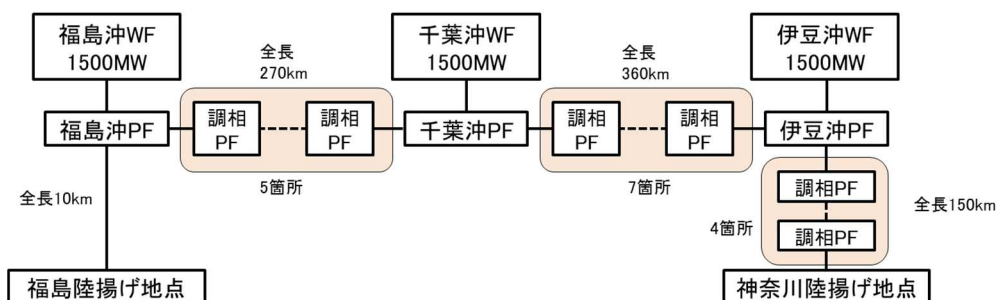 福島沖WF
1500MW
全長
270km
千葉沖WF
1500MW
全長
360km
伊豆沖WF
1500MW
福島沖PF
調相
PF
調相
PF
千葉沖PF
調相
PF
調相
PF
伊豆沖PF
5箇所
7箇所
全長10km
調相PF
4箇所
調相PF
全長150km
福島陸揚げ地点
神奈川陸揚げ地点